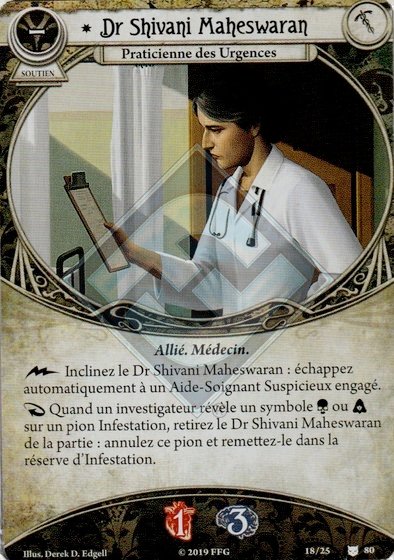 Dr Shivani Maheswaran
Praticienne des Urgences
SOUTIEN
Allié. Médecin.
Inclinez le Dr Shivani Maheswaran : échappez
automatiquement à un Aide-Soignant Suspicieux engagé.
Quand un investigateur révèle un symbole ou
sur un pion Infestation, retirez le Dr Shivani Maheswaran
de la partie : annulez ce pion et remettez-le dans la
réserve d'Infestation.
1
3
Illus. Derek D. Edgell
© 2019 FFG
18/25
80